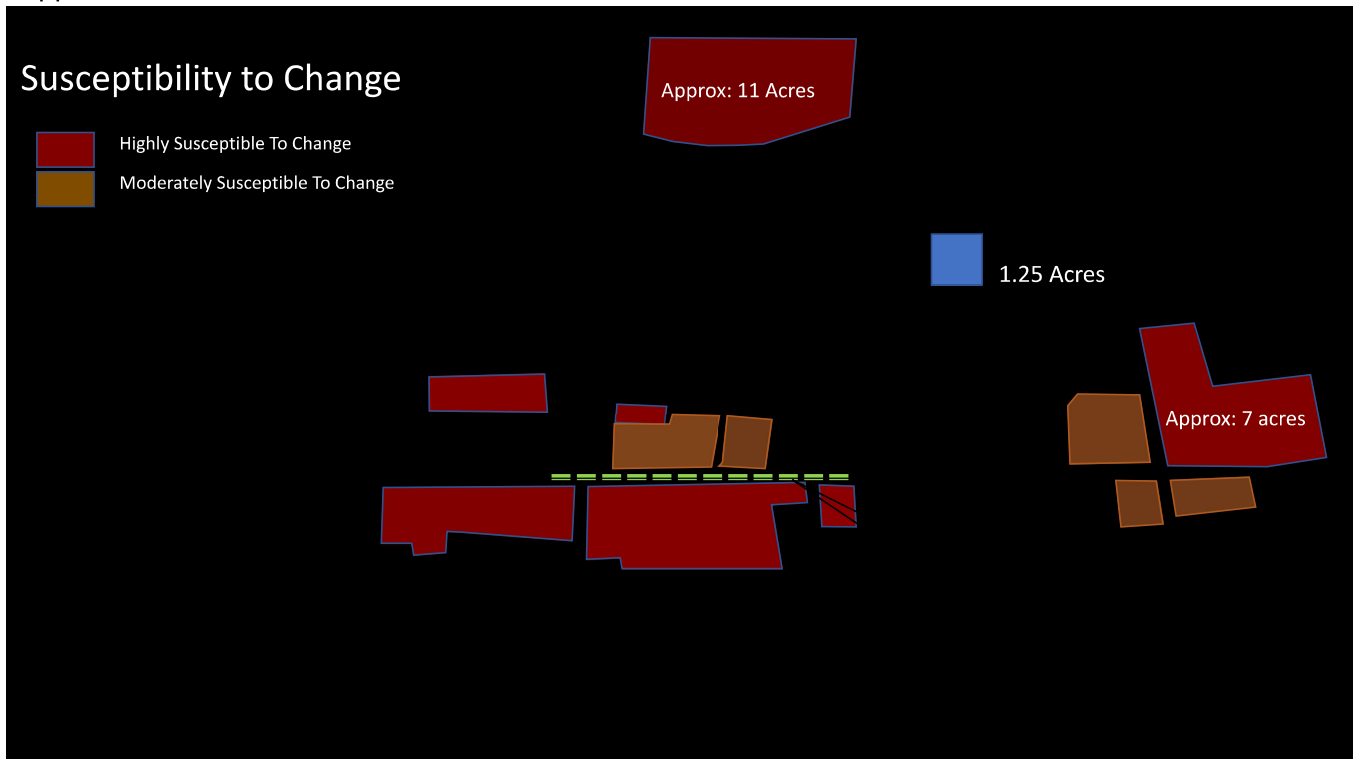 Susceptibility to Change
Highly Susceptible To Change
Moderately Susceptible To Change
Approx: 11 Acres
1.25 Acres
Approx: 7 acres